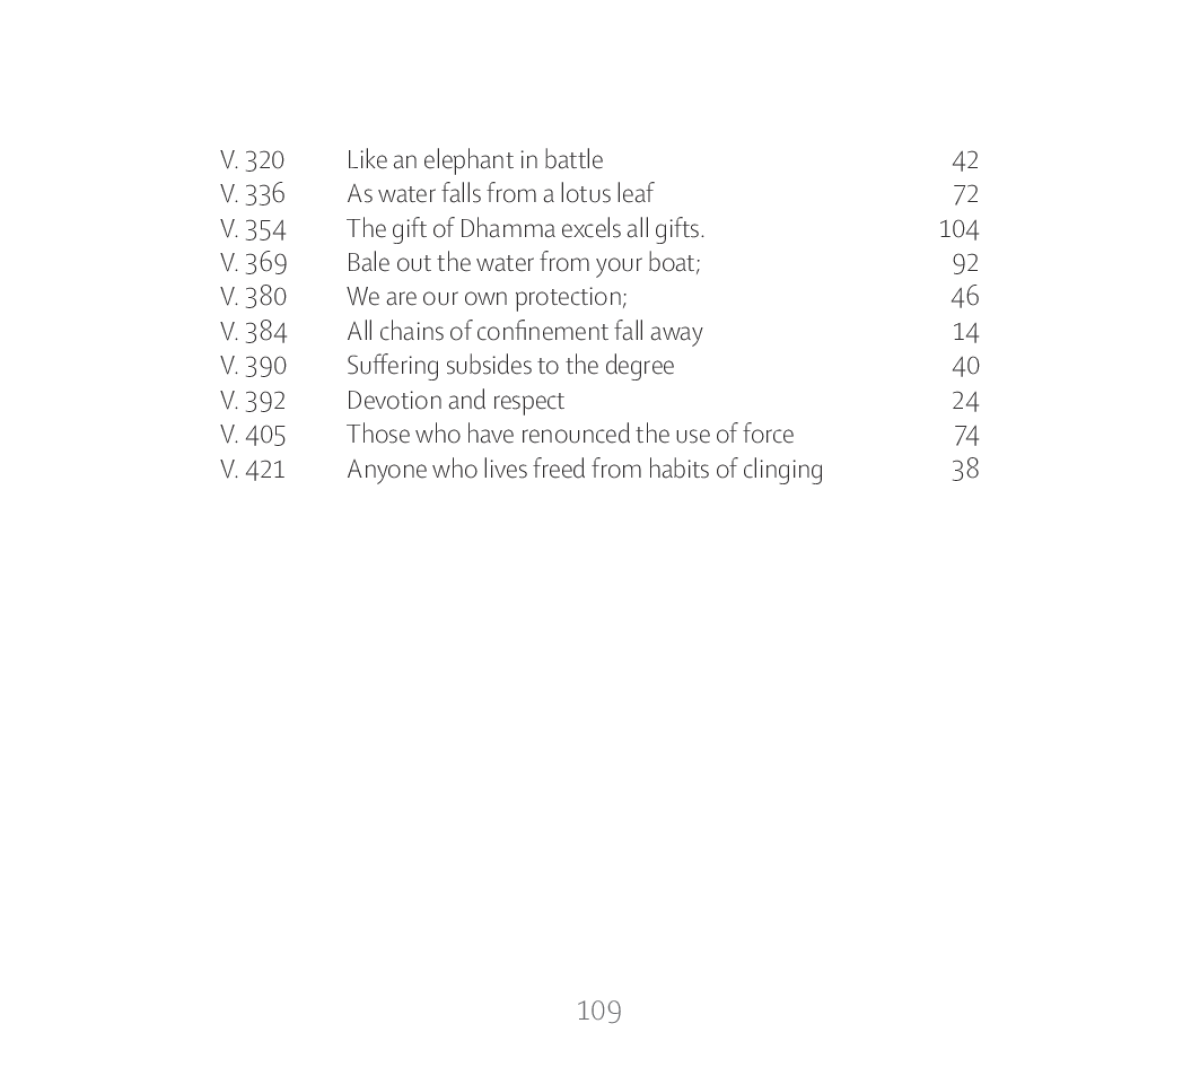 V. 320 Like an elephant in battle 42
V. 336 As water falls from a lotus leaf 72
V. 354 The gift of Dhamma excels all gifts. 104
V. 369 Bale out the water from your boat; 92
V. 380 We are our own protection; 46
V. 384 All chains of confinement fall away 14
V. 390 Suffering subsides to the degree 40
V. 392 Devotion and respect 24
V. 405 Those who have renounced the use of force 74
V. 421 Anyone who lives freed from habits of clinging 38
109